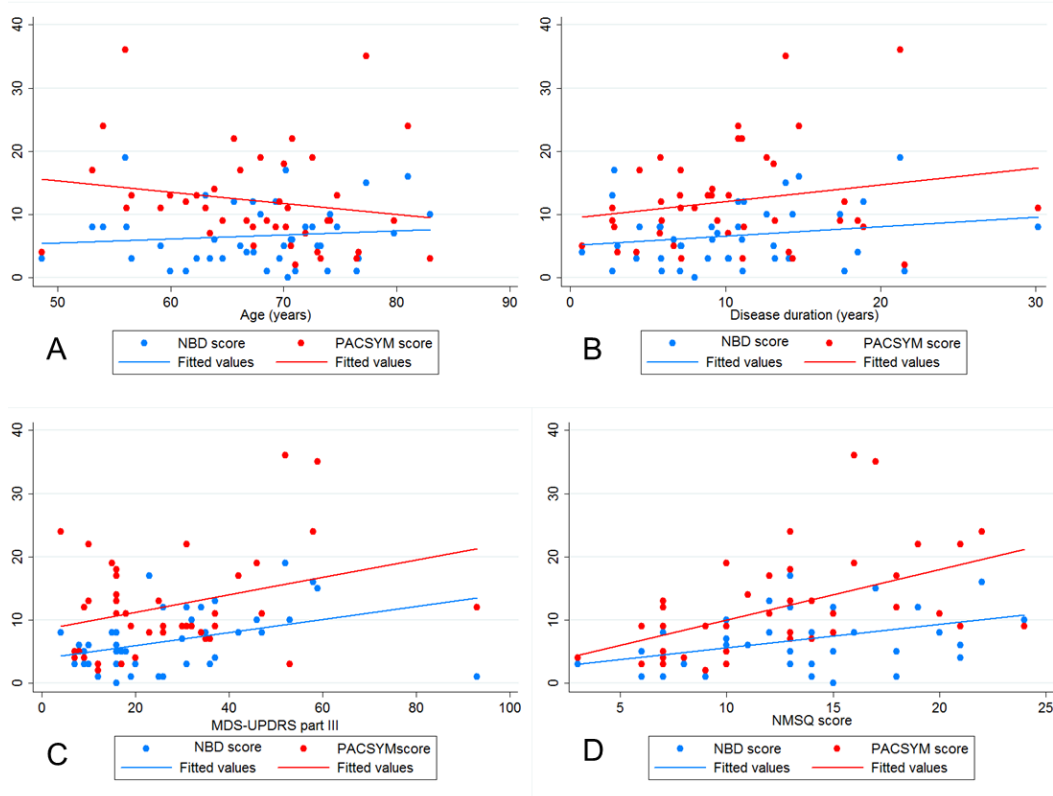 40
30
20
10
0
50 60 70 80 90
Age (years)
A
NBD score PACSYM score
Fitted values Fitted values
40
30
20
10
0
0 10 20 30
Disease duration (years)
B
NBD score PACSYM score
Fitted values Fitted values
40
30
20
10
0
0 20 40 60 80 100
MDS-UPDRS part III
C
NBD score PACSYMscore
Fitted values Fitted values
40
30
20
10
0
5 10 15 20 25
NMSQ score
D
NBD score PACSYM score
Fitted values Fitted values